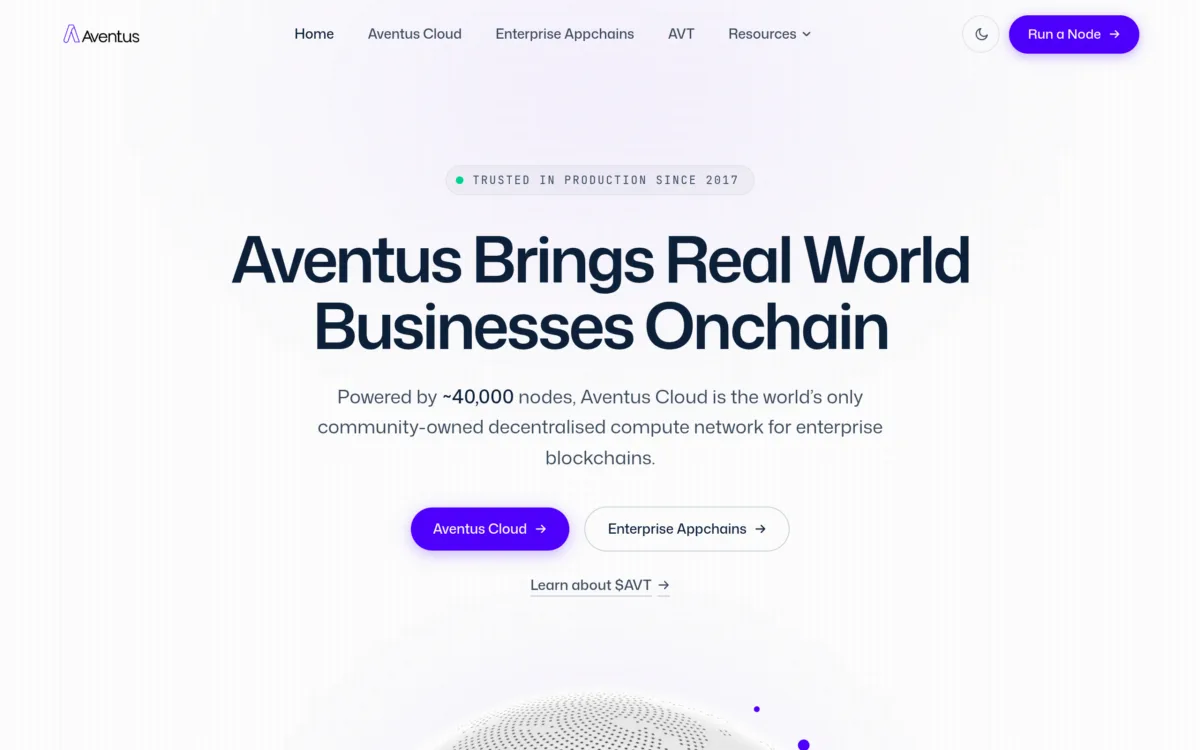 Aventus
Home
Aventus Cloud
Enterprise Appchains
AVT
Resources
Run a Node →
TRUSTED IN PRODUCTION SINCE 2017
Aventus Brings Real World
Businesses Onchain
Powered by ~40,000 nodes, Aventus Cloud is the world's only
community-owned decentralised compute network for enterprise
blockchains.
Aventus Cloud →
Enterprise Appchains →
Learn about $AVT →